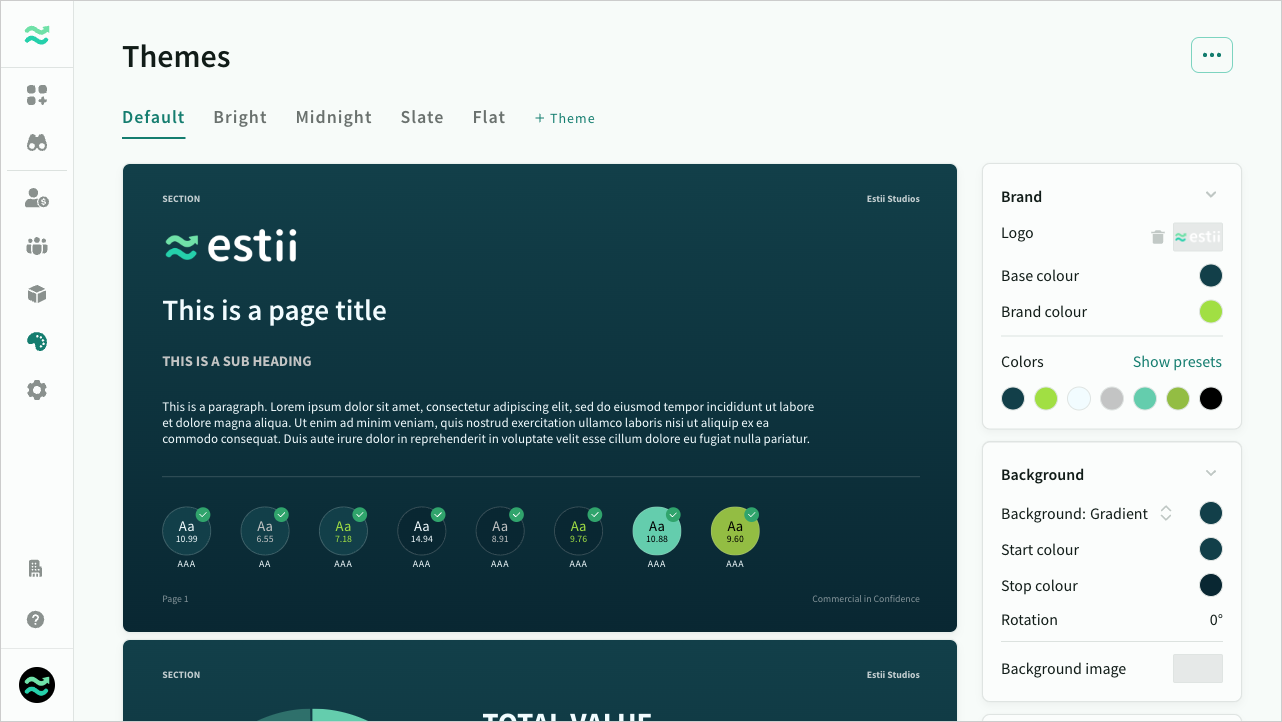 Themes
Default Bright Midnight Slate Flat + Theme
SECTION Estii Studios
estii
This is a page title
THIS IS A SUB HEADING
This is a paragraph. Lorem ipsum dolor sit amet, consectetur adipiscing elit, sed do eiusmod tempor incididunt ut labore
et dolore magna aliqua. Ut enim ad minim veniam, quis nostrud exercitation ullamco laboris nisi ut aliquip ex ea
commodo consequat. Duis aute irure dolor in reprehenderit in voluptate velit esse cillum dolore eu fugiat nulla pariatur.
Aa Aa Aa Aa Aa Aa Aa Aa
10.99 6.55 7.18 14.94 8.91 9.76 10.88 9.60
AAA AA AAA AAA AAA AAA AAA AAA
Page 1 Commercial in Confidence
SECTION Estii Studios
TOTAL VALUE
Brand
Logo estii
Base colour
Brand colour
Colors Show presets
Background
Background: Gradient
Start colour
Stop colour
Rotation 0°
Background image